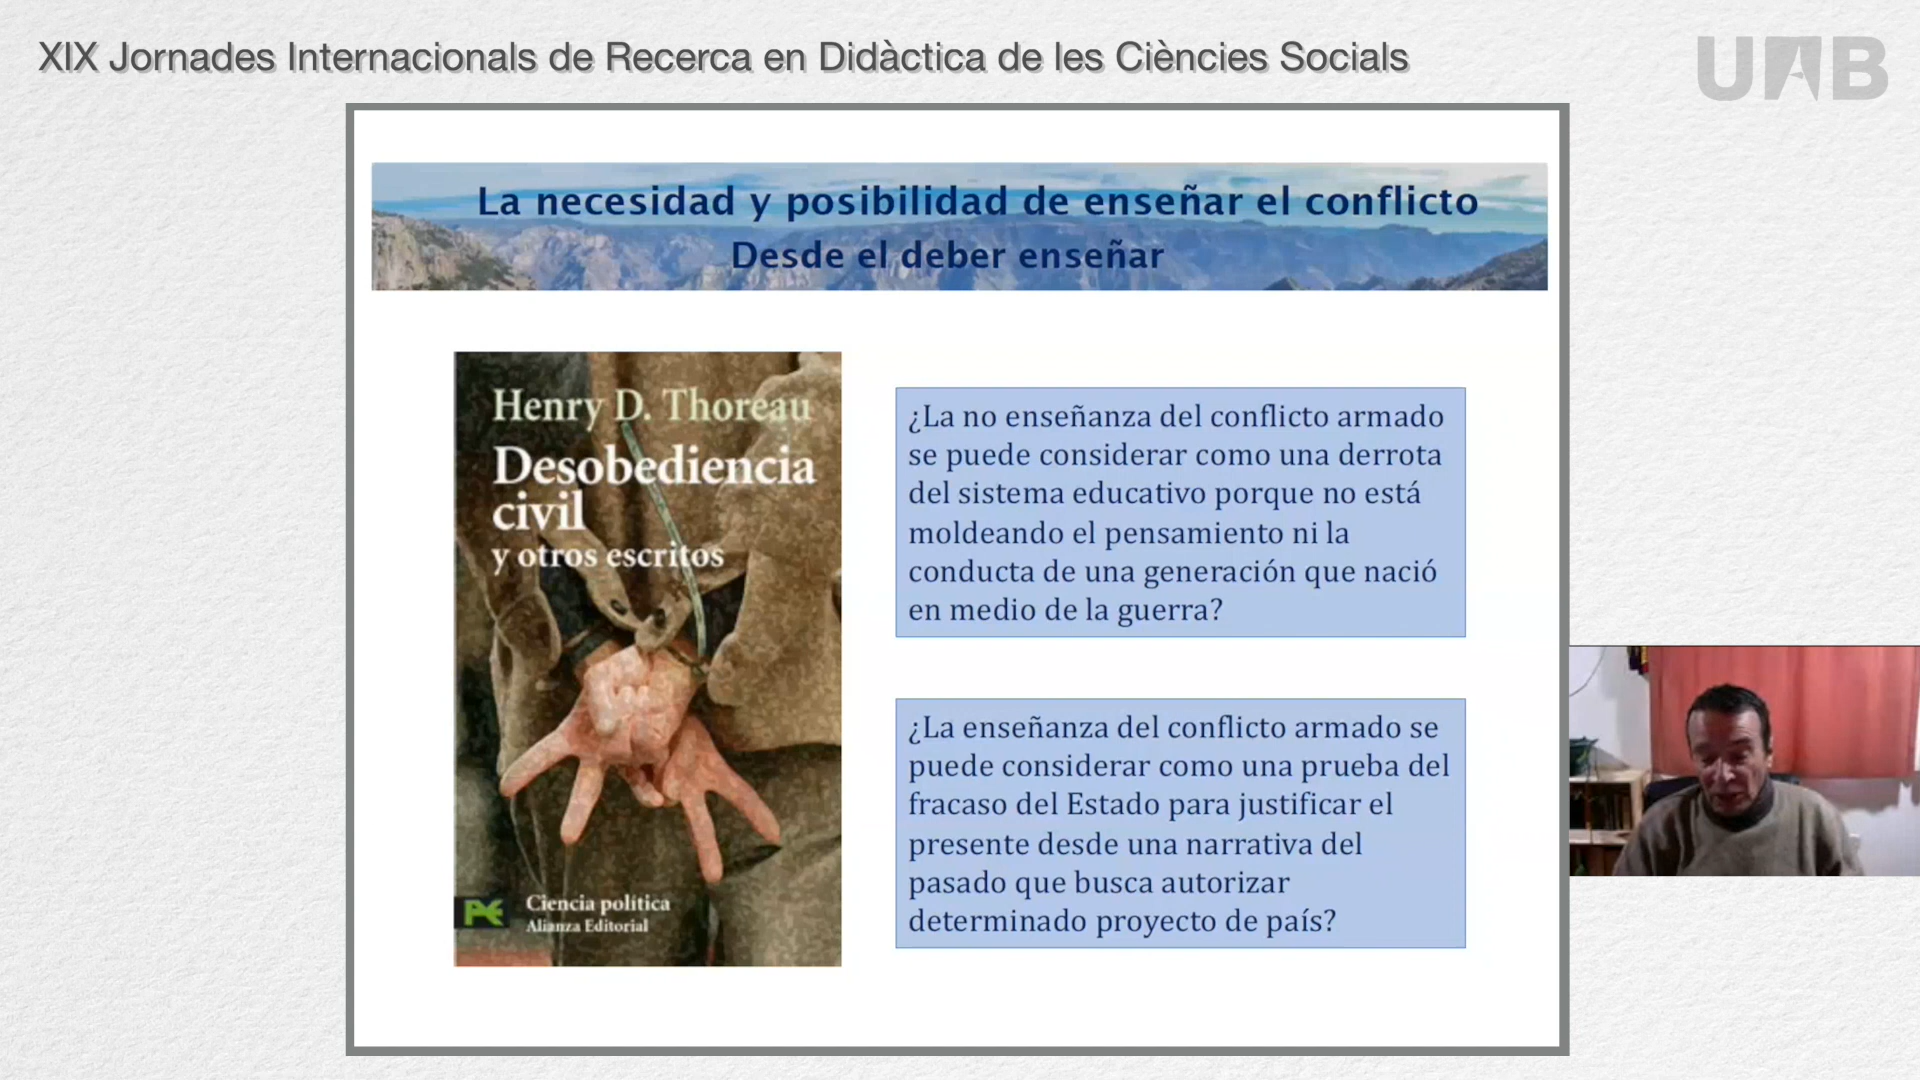 XIX Jornades Internacionals de Recerca en Didàctica de les Ciències Socials
UAB
La necesidad y posibilidad de enseñar el conflicto
Desde el deber enseñar
Henry D. Thoreau
Desobediencia
civil
y otros escritos
Ciencia política
Alianza Editorial
¿La no enseñanza del conflicto armado
se puede considerar como una derrota
del sistema educativo porque no está
moldeando el pensamiento ni la
conducta de una generación que nació
en medio de la guerra?
¿La enseñanza del conflicto armado se
puede considerar como una prueba del
fracaso del Estado para justificar el
presente desde una narrativa del
pasado que busca autorizar
determinado proyecto de país?